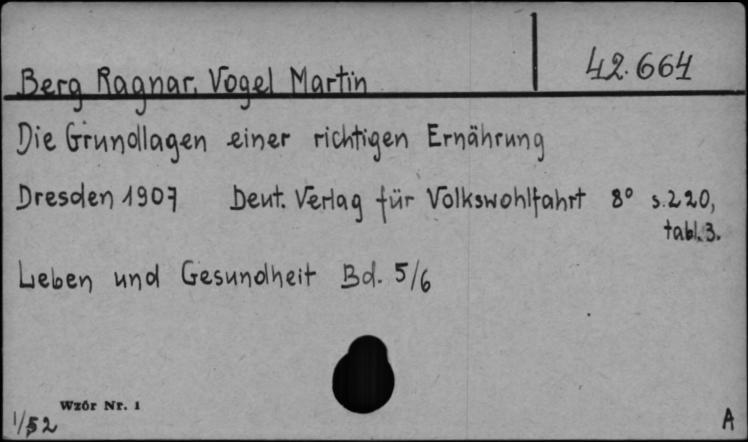 42.664
Berg Ragnar, Vogel Martin
Die Grundlagen einer richtigen Ernährung
Dresden 1907 Deut. Verlag für Volkswohlfahrt 8° s.220,
tabl.3.
Leben und Gesundheit Bd. 5/6
Wzór Nr. 1
1/52
A